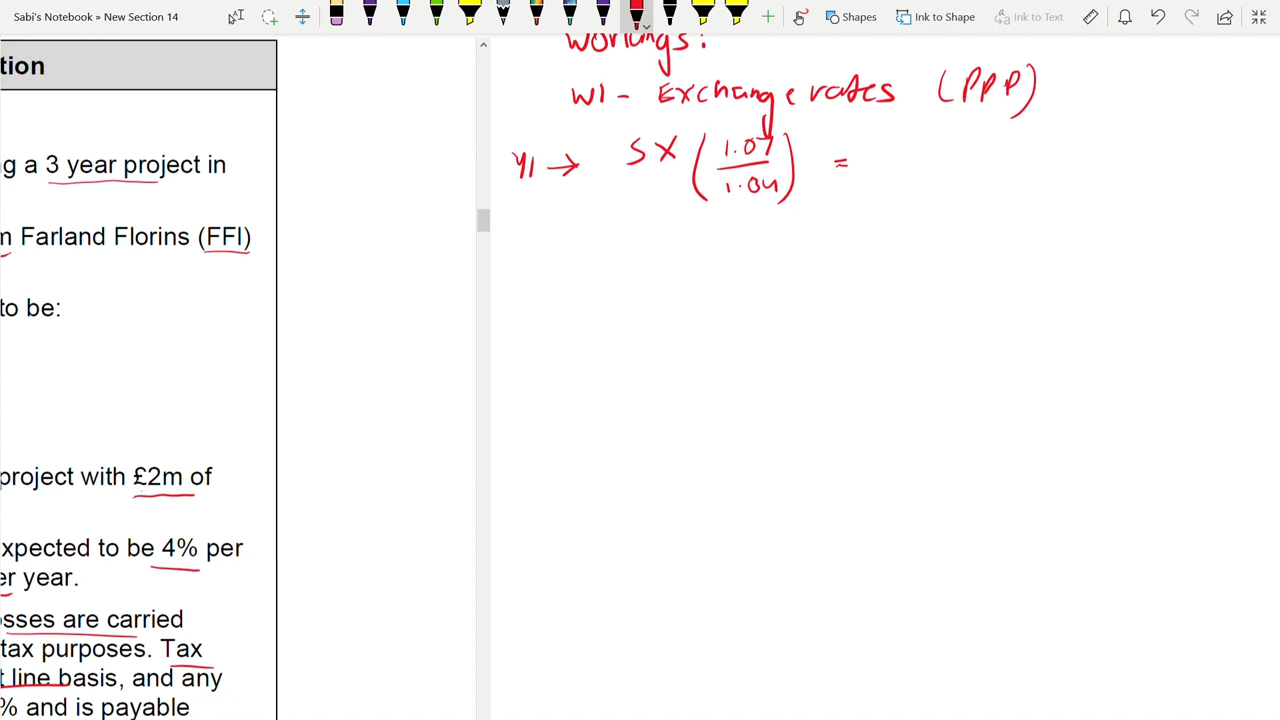 Sabi's Notebook » New Section 14
Shapes
Ink to Shape
Ink to Text
tion
g a 3 year project in
m Farland Florins (FFl)
to be:
project with £2m of
xpected to be 4% per
er year.
sses are carried
tax purposes. Tax
t line basis, and any
% and is payable
Workings:
W1 - Exchange rates (PPP)
Y1 → 5 X (1.07/1.04) =